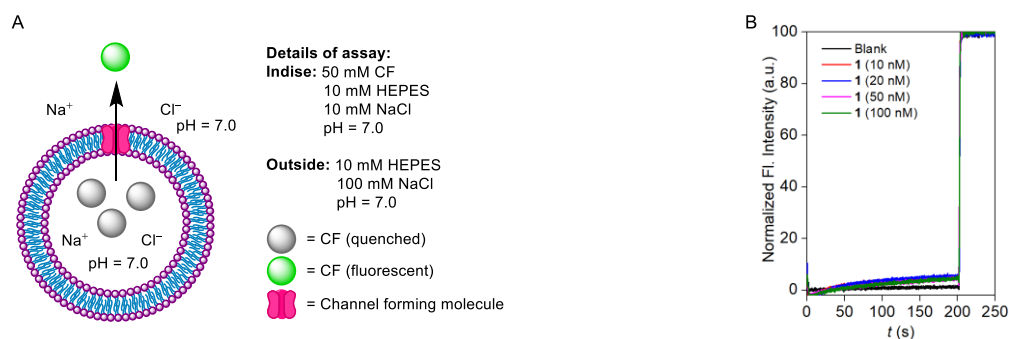 A
Na⁺
Cl⁻
pH = 7.0
Na⁺
Cl⁻
pH = 7.0
Details of assay:
Indise: 50 mM CF
10 mM HEPES
10 mM NaCl
pH = 7.0
Outside: 10 mM HEPES
100 mM NaCl
pH = 7.0
= CF (quenched)
= CF (fluorescent)
= Channel forming molecule
B
Normalized Fl. Intensity (a.u.)
100
80
60
40
20
0
Blank
1 (10 nM)
1 (20 nM)
1 (50 nM)
1 (100 nM)
0 50 100 150 200 250
t (s)